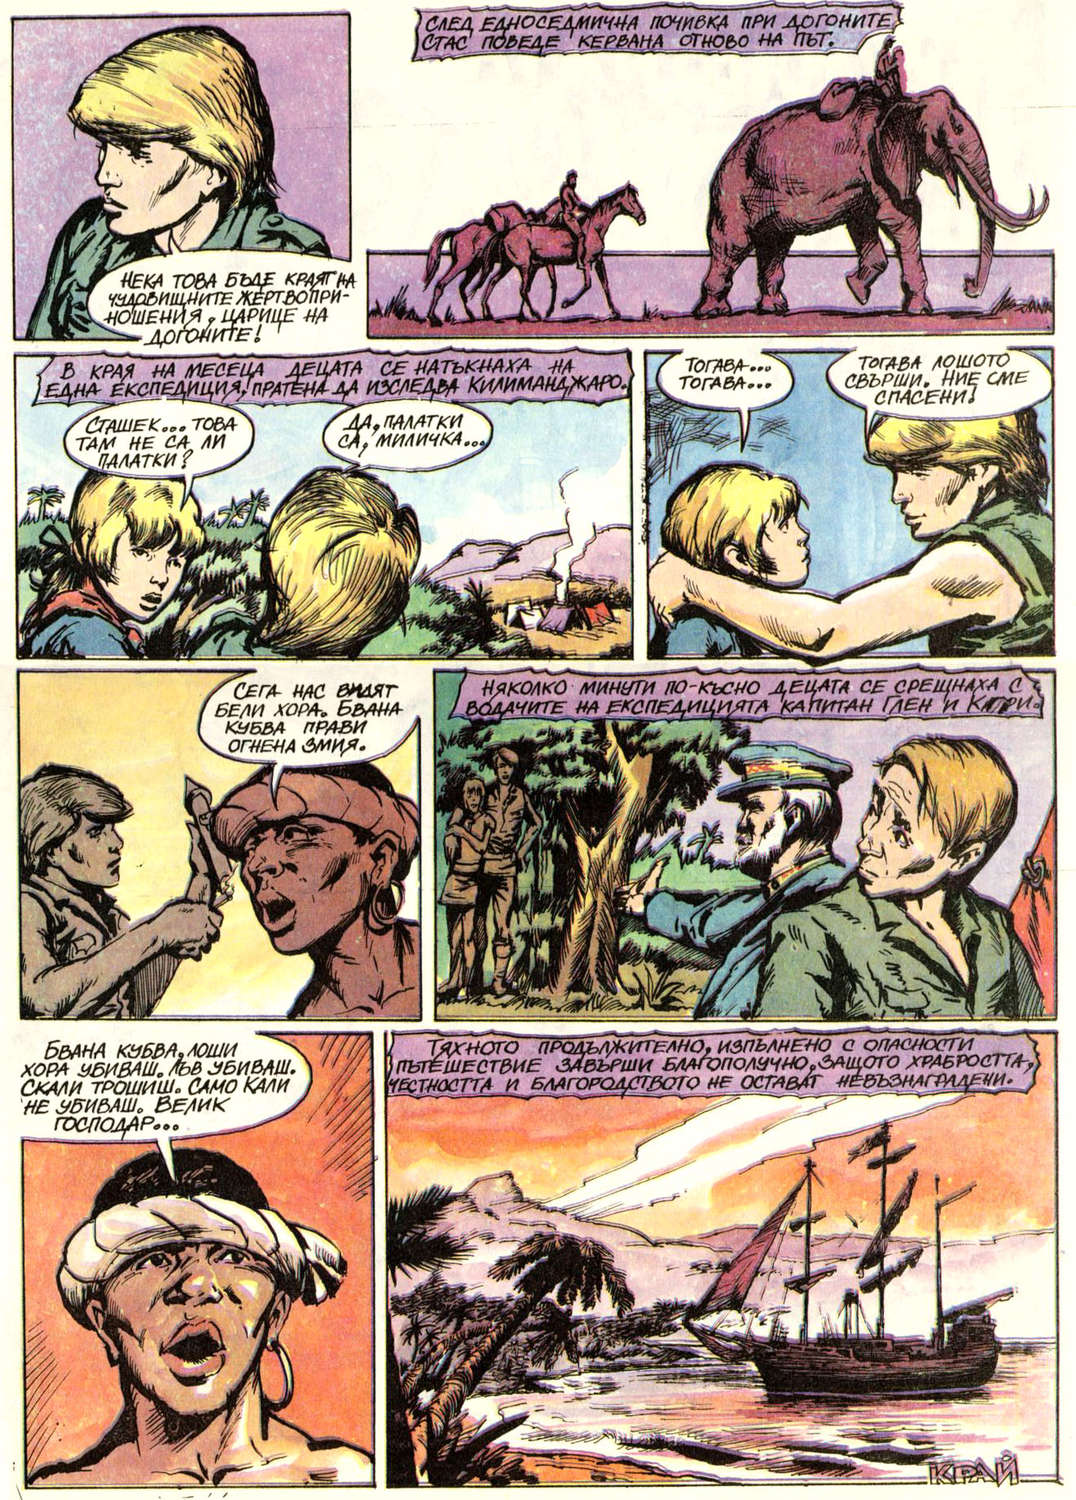 НЕКА ТОВА БЪДЕ КРАЯТ НА
ЧУДОВИЩНИТЕ ЖЕРТВОПРИ-
НОШЕНИЯ, ЦАРИЦЕ НА
ДОГОНИТЕ!
СЛЕД ЕДНОСЕДМИЧНА ПОЧИВКА ПРИ ДОГОНИТЕ
СТАС ПОВЕДЕ КЕРВАНА ОТНОВО НА ПЪТ.
В КРАЯ НА МЕСЕЦА ДЕЦАТА СЕ НАТЪКНАХА НА
ЕДНА ЕКСПЕДИЦИЯ, ПРАТЕНА ДА ИЗСЛЕДВА КИЛИМАНДЖАРО.
СТАШЕК... ТОВА
ТАМ НЕ СА ЛИ
ПАЛАТКИ?
ДА, ПАЛАТКИ
СА, МИЛИЧКА...
ТОГАВА...
ТОГАВА...
ТОГАВА ЛОШОТО
СВЪРШИ. НИЕ СМЕ
СПАСЕНИ!
СЕГА НАС ВИДЯТ
БЕЛИ ХОРА. БВАНА
КУБВА ПРАВИ
ОГНЕНА ЗМИЯ.
НЯКОЛКО МИНУТИ ПО-КЪСНО ДЕЦАТА СЕ СРЕЩНАХА С
ВОДАЧИТЕ НА ЕКСПЕДИЦИЯТА КАПИТАН ГЛЕН И
БВАНА КУБВА, ЛОШИ
ХОРА УБИВАШ. ЛЪВ УБИВАШ.
СКАЛИ ТРОШИШ. САМО КАЛИ
НЕ УБИВАШ. ВЕЛИК
ГОСПОДАР...
ТЯХНОТО ПРОДЪЛЖИТЕЛНО, ИЗПЪЛНЕНО С ОПАСНОСТИ
ПЪТЕШЕСТВИЕ ЗАВЪРШИ БЛАГОПОЛУЧНО, ЗАЩОТО ХРАБРОСТТА,
ЧЕСТНОСТТА И БЛАГОРОДСТВОТО НЕ ОСТАВАТ НЕВЪЗНАГРАДЕНИ.
КРАЙ